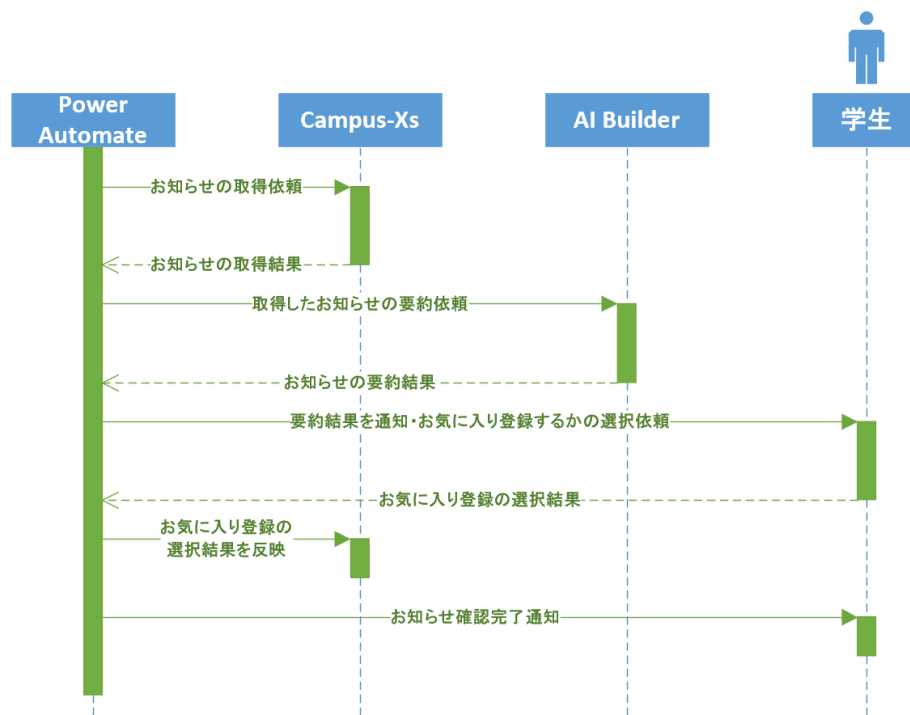 Power
Automate
Campus-Xs
AI Builder
学生
お知らせの取得依頼
お知らせの取得結果
取得したお知らせの要約依頼
お知らせの要約結果
要約結果を通知・お気に入り登録するかの選択依頼
お気に入り登録の選択結果
お気に入り登録の
選択結果を反映
お知らせ確認完了通知